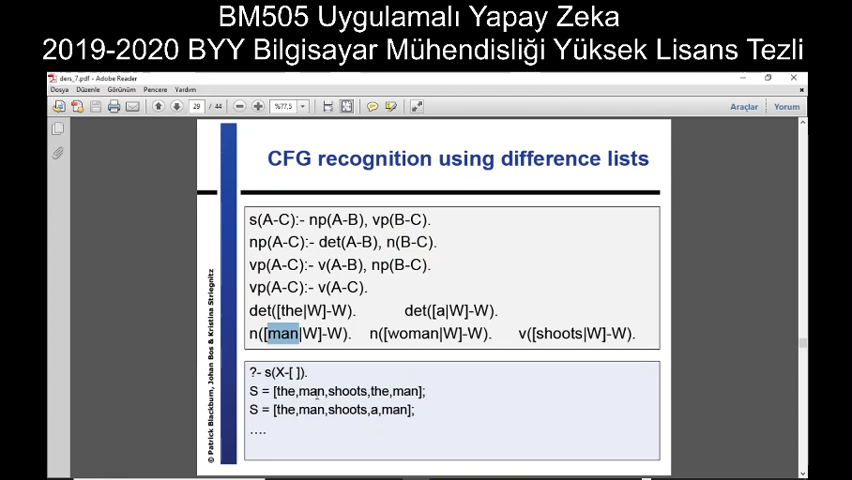 BM505 Uygulamalı Yapay Zeka
2019-2020 BYY Bilgisayar Mühendisliği Yüksek Lisans Tezli
ders_7.pdf - Adobe Reader
Dosya Düzenle Görünüm Pencere Yardım
29 / 44 %77,5 Araçlar Yorum
CFG recognition using difference lists
s(A-C):- np(A-B), vp(B-C).
np(A-C):- det(A-B), n(B-C).
vp(A-C):- v(A-B), np(B-C).
vp(A-C):- v(A-C).
det([the|W]-W). det([a|W]-W).
n([man|W]-W). n([woman|W]-W). v([shoots|W]-W).
?- s(X-[ ]).
S = [the,man,shoots,the,man];
S = [the,man,shoots,a,man];
....
© Patrick Blackburn, Johan Bos & Kristina Striegnitz